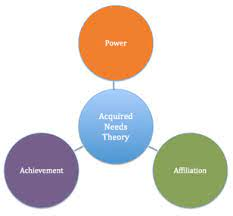 Power
Acquired
Needs
Theory
Achievement
Affiliation